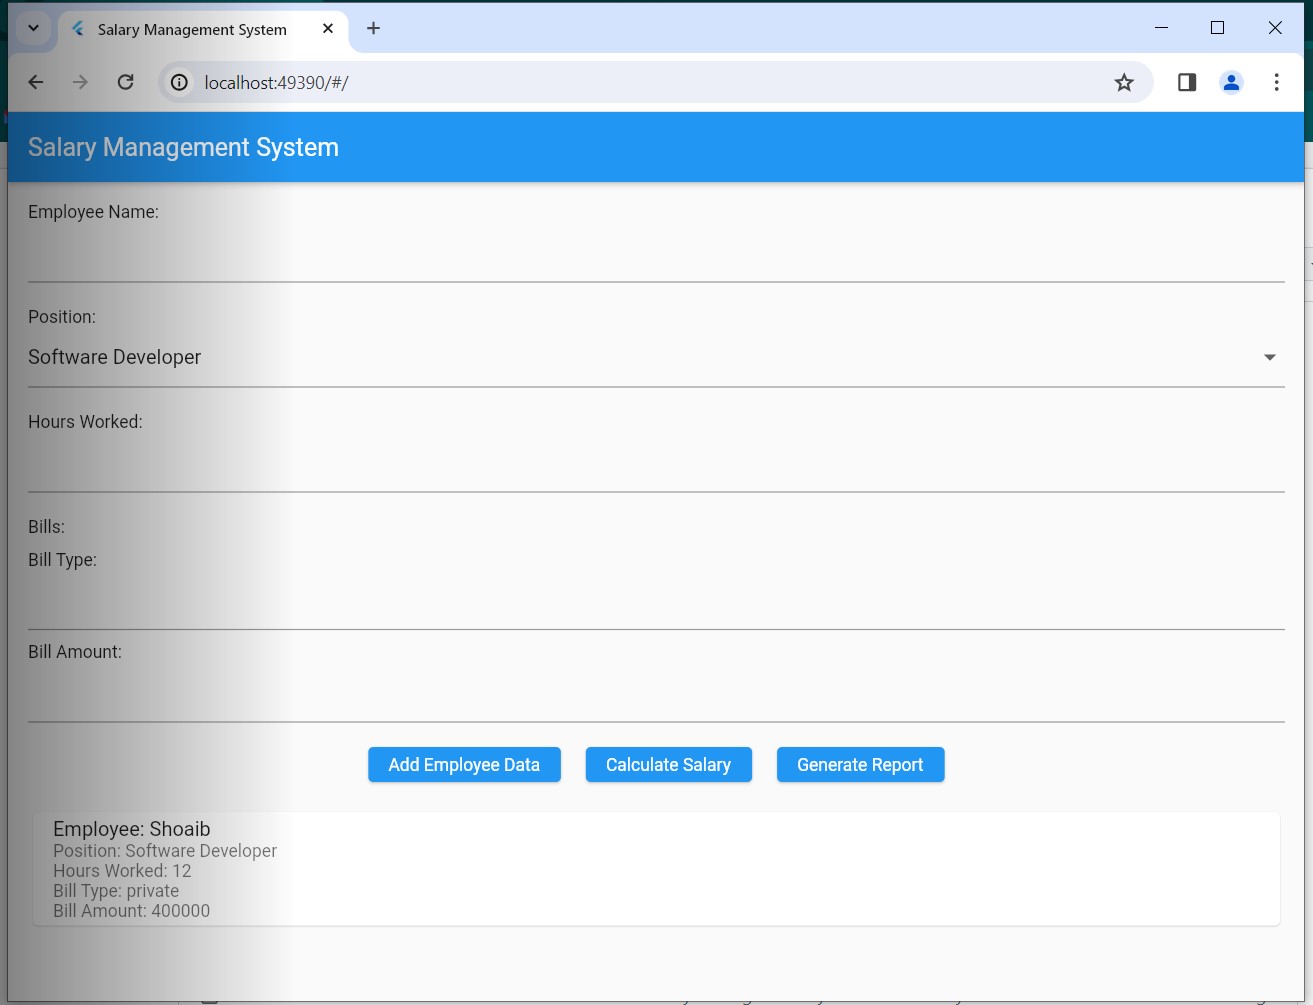 Salary Management System
localhost:49390/#/
Salary Management System
Employee Name:
Position:
Software Developer
Hours Worked:
Bills:
Bill Type:
Bill Amount:
Add Employee Data Calculate Salary Generate Report
Employee: Shoaib
Position: Software Developer
Hours Worked: 12
Bill Type: private
Bill Amount: 400000